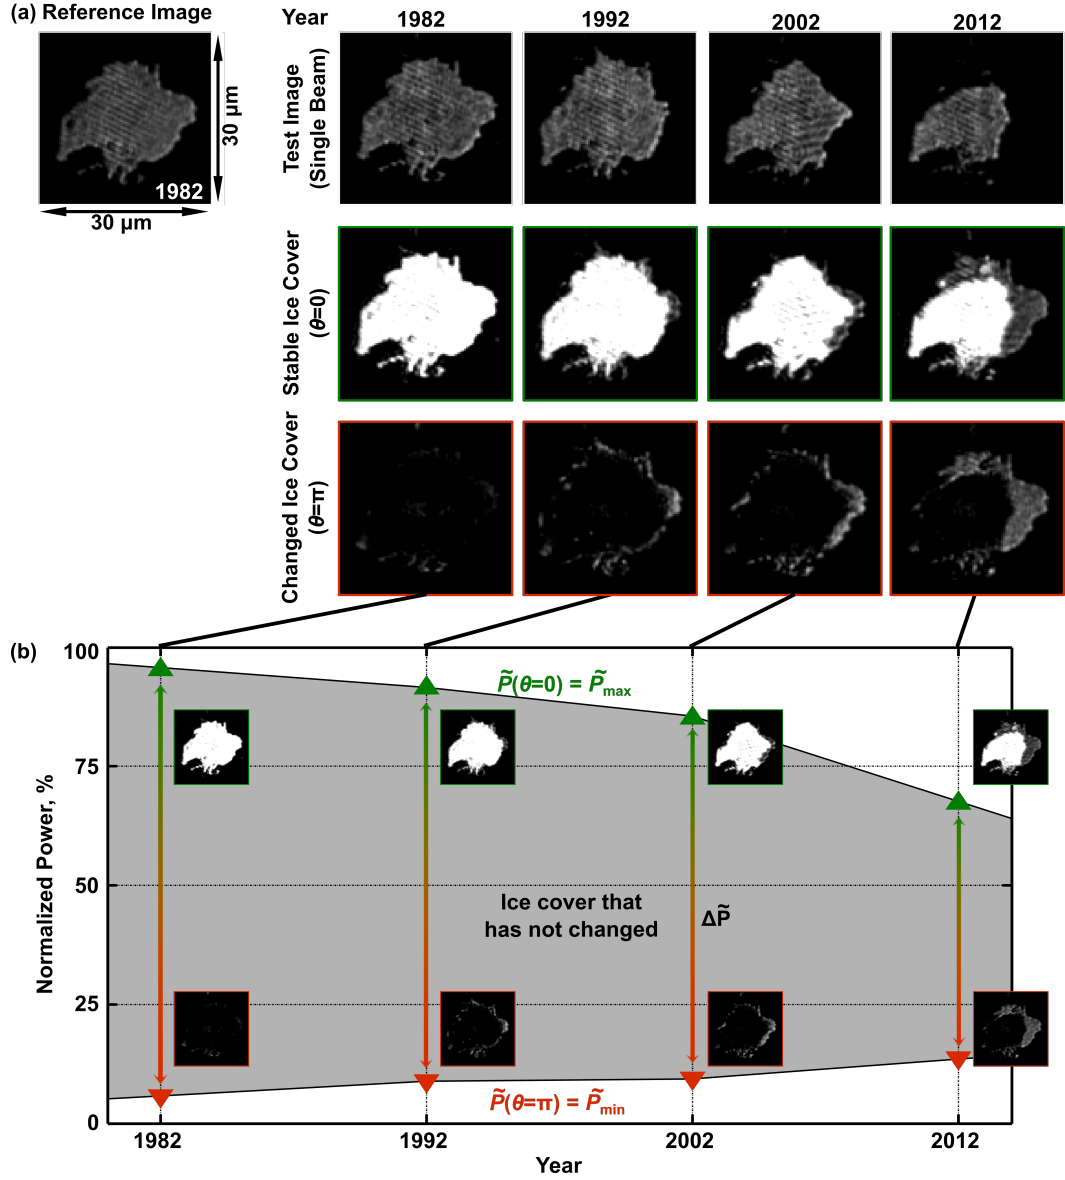 (a) Reference Image
30 μm
30 μm
1982
Year
1982
1992
2002
2012
Test Image
(Single Beam)
Stable Ice Cover
(θ=0)
Changed Ice Cover
(θ=π)
(b)
100
75
50
25
0
Normalized Power, %
P̃(θ=0) = P̃max
Ice cover that
has not changed
ΔP̃
P̃(θ=π) = P̃min
1982
1992
2002
2012
Year